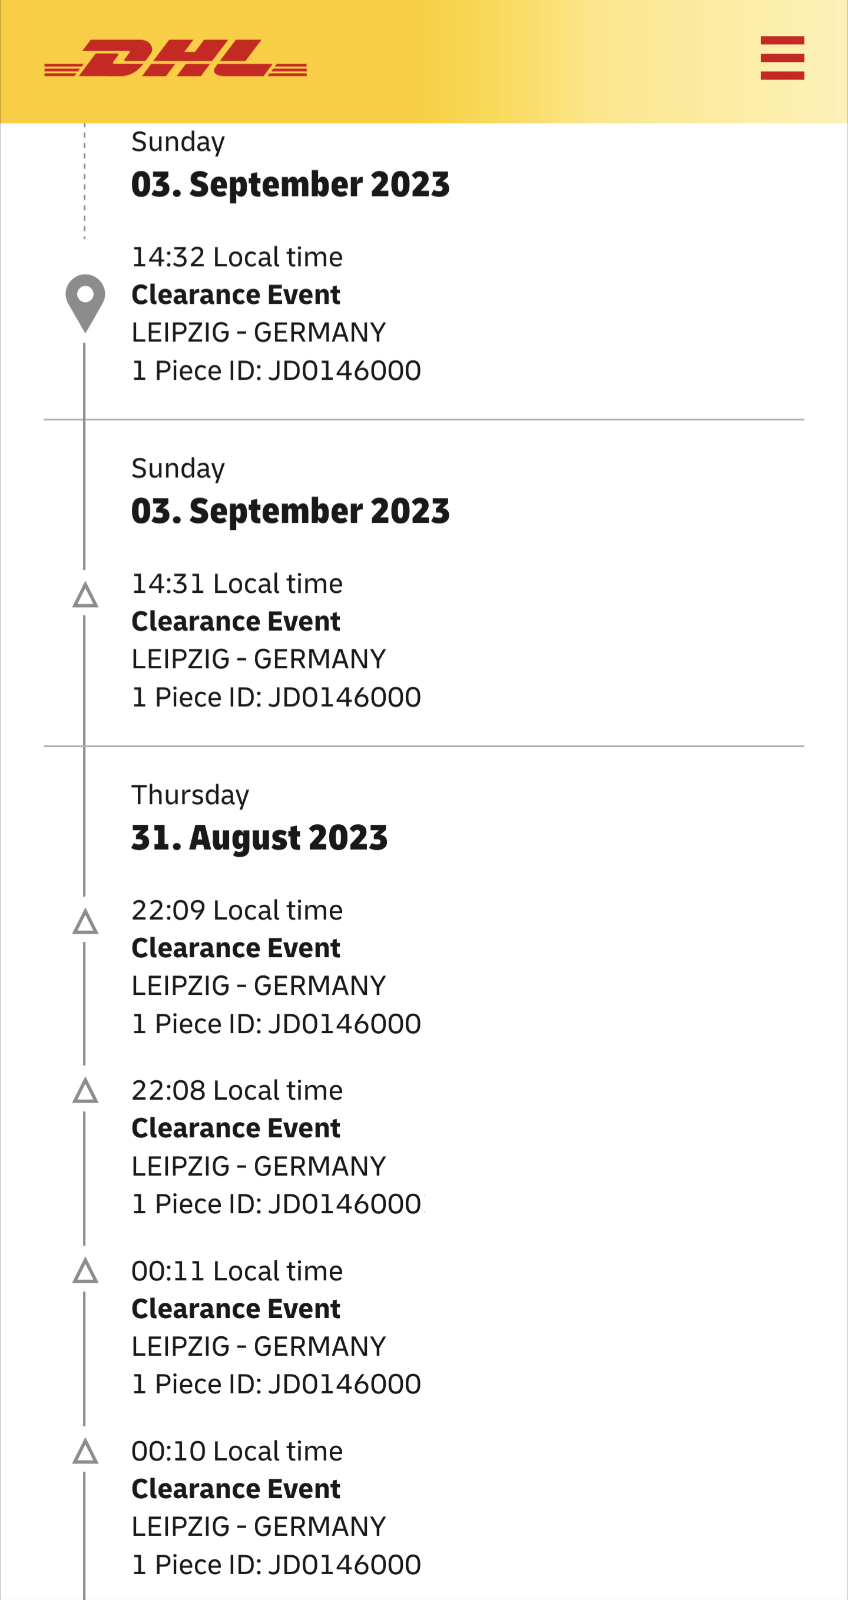 DHL
Sunday
03. September 2023
14:32 Local time
Clearance Event
LEIPZIG - GERMANY
1 Piece ID: JD0146000
Sunday
03. September 2023
14:31 Local time
Clearance Event
LEIPZIG - GERMANY
1 Piece ID: JD0146000
Thursday
31. August 2023
22:09 Local time
Clearance Event
LEIPZIG - GERMANY
1 Piece ID: JD0146000
22:08 Local time
Clearance Event
LEIPZIG - GERMANY
1 Piece ID: JD0146000
00:11 Local time
Clearance Event
LEIPZIG - GERMANY
1 Piece ID: JD0146000
00:10 Local time
Clearance Event
LEIPZIG - GERMANY
1 Piece ID: JD0146000